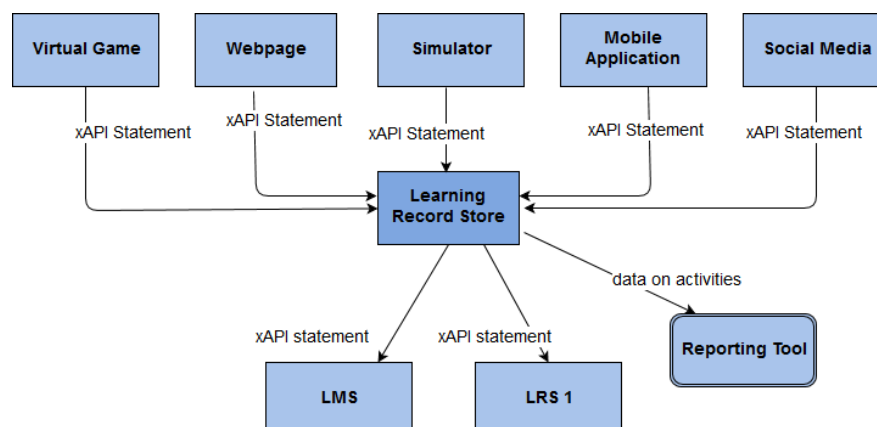 Virtual Game
Webpage
Simulator
Mobile
Application
Social Media
xAPI Statement
xAPI Statement
xAPI Statement
xAPI Statement
xAPI Statement
Learning
Record Store
data on activities
xAPI statement
xAPI statement
Reporting Tool
LMS
LRS 1